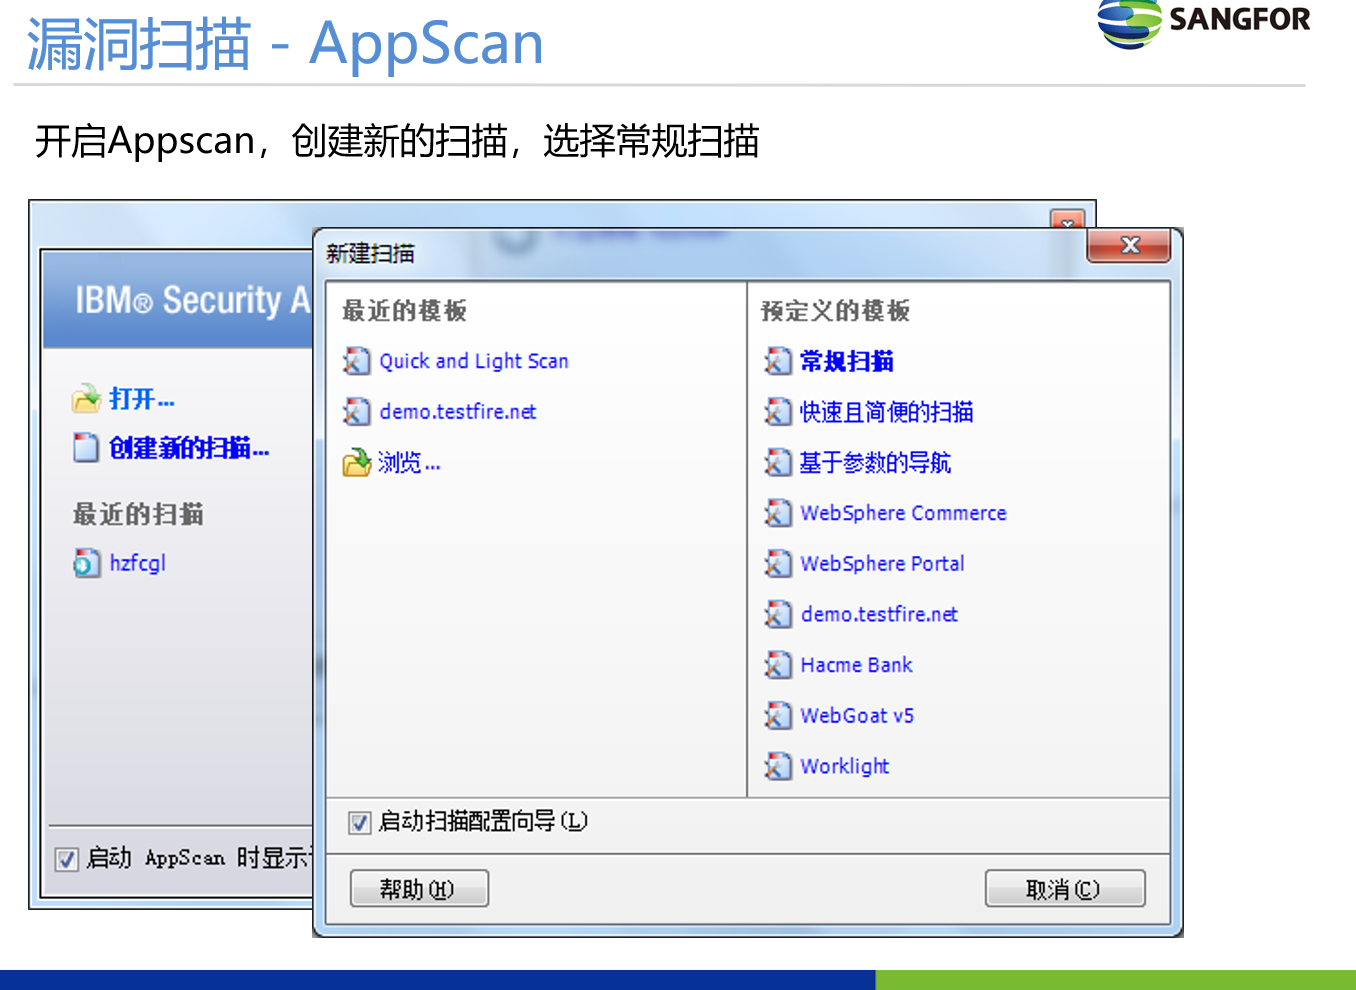 漏洞扫描 - AppScan
SANGFOR
开启Appscan，创建新的扫描，选择常规扫描
新建扫描
IBM® Security A
打开...
创建新的扫描...
最近的扫描
hzfcgl
启动 AppScan 时显示
最近的模板
Quick and Light Scan
demo.testfire.net
浏览...
预定义的模板
常规扫描
快速且简便的扫描
基于参数的导航
WebSphere Commerce
WebSphere Portal
demo.testfire.net
Hacme Bank
WebGoat v5
Worklight
启动扫描配置向导(L)
帮助(H)
取消(C)